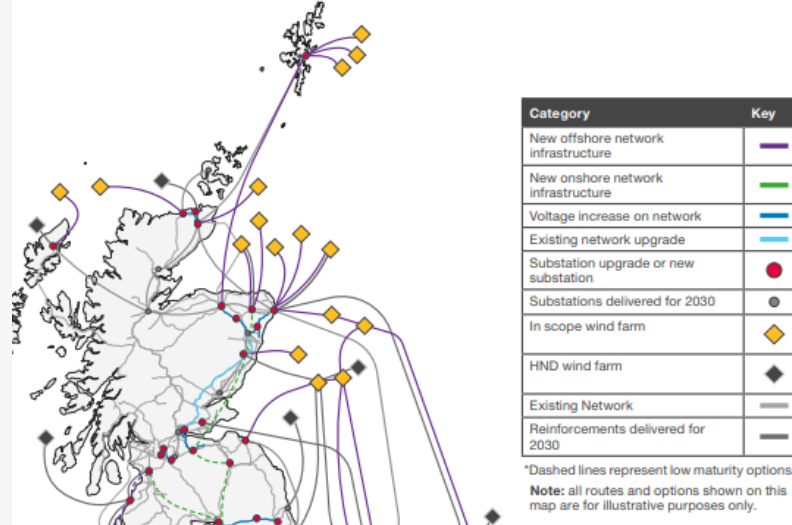 Category Key
New offshore network
infrastructure
New onshore network
infrastructure
Voltage increase on network
Existing network upgrade
Substation upgrade or new
substation
Substations delivered for 2030
In scope wind farm
HND wind farm
Existing Network
Reinforcements delivered for
2030
*Dashed lines represent low maturity options
Note: all routes and options shown on this
map are for illustrative purposes only.